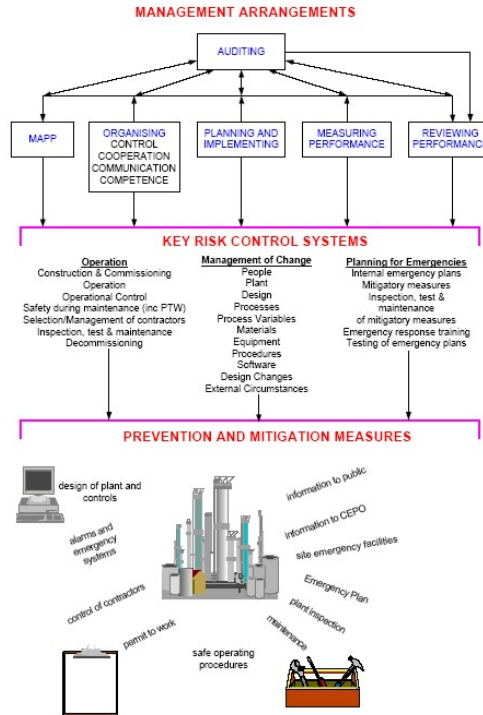 MANAGEMENT ARRANGEMENTS
AUDITING
MAPP
ORGANISING
CONTROL
COOPERATION
COMMUNICATION
COMPETENCE
PLANNING AND
IMPLEMENTING
MEASURING
PERFORMANCE
REVIEWING
PERFORMANCE
KEY RISK CONTROL SYSTEMS
Operation
Construction & Commissioning
Operation
Operational Control
Safety during maintenance (inc PTW)
Selection/Management of contractors
Inspection, test & maintenance
Decommissioning
Management of Change
People
Plant
Design
Processes
Process Variables
Materials
Equipment
Procedures
Software
Design Changes
External Circumstances
Planning for Emergencies
Internal emergency plans
Mitigatory measures
Inspection, test &
maintenance
of mitigatory measures
Emergency response training
Testing of emergency plans
PREVENTION AND MITIGATION MEASURES
design of plant and
controls
alarms and
emergency
systems
control of contractors
permit to work
safe operating
procedures
information to public
information to CEPO
site emergency facilities
Emergency Plan
plant inspection
maintenance